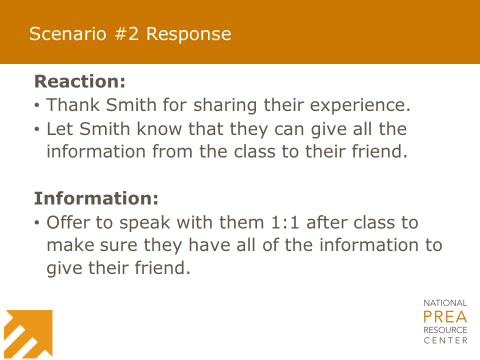 Scenario #2 Response
Reaction:
• Thank Smith for sharing their experience.
• Let Smith know that they can give all the
information from the class to their friend.
Information:
• Offer to speak with them 1:1 after class to
make sure they have all of the information to
give their friend.
NATIONAL
PREA
RESOURCE
CENTER